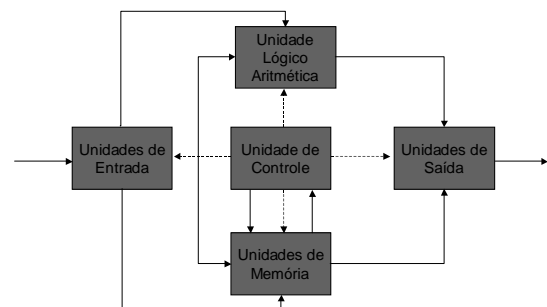 Unidade
Lógico
Aritmética
Unidades de
Entrada
Unidade de
Controle
Unidades de
Saída
Unidades de
Memória